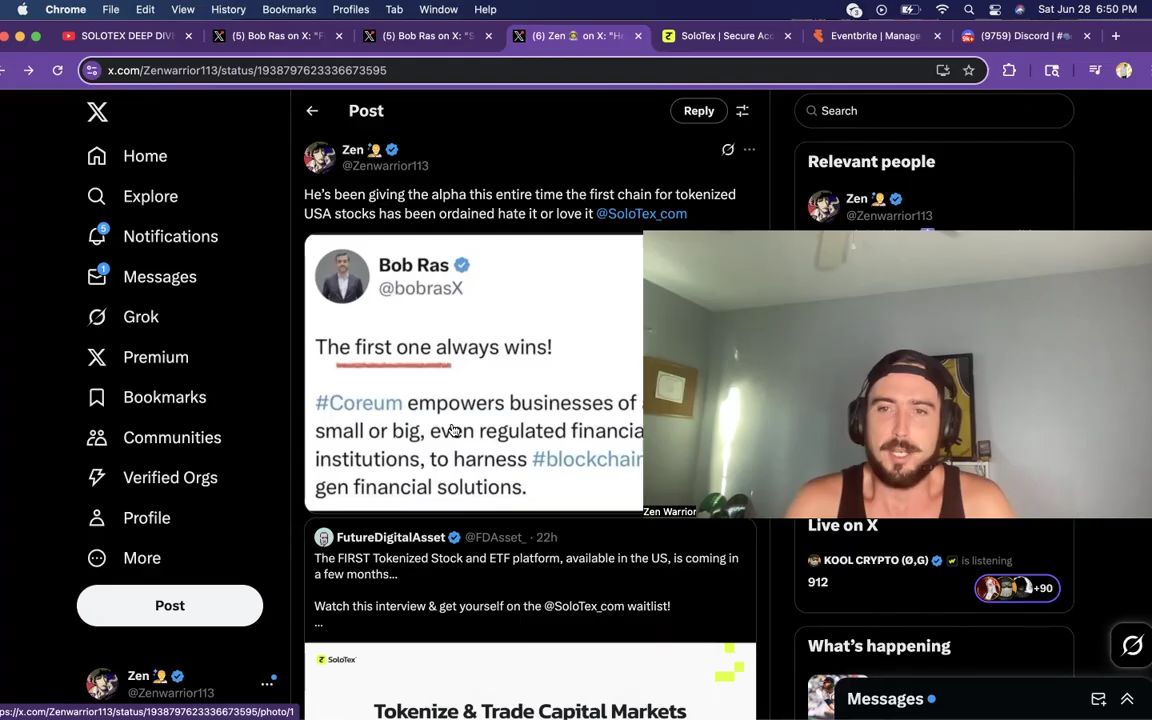 Chrome File Edit View History Bookmarks Profiles Tab Window Help
Sat Jun 28 6:50 PM
SOLOTEX DEEP DIV
(5) Bob Ras on X: "F
(5) Bob Ras on X: "S
(6) Zen on X: "He
SoloTex | Secure Acc
Eventbrite | Manage
(9759) Discord | #
x.com/Zenwarrior113/status/1938797623336673595
Home
Explore
5
Notifications
1
Messages
Grok
Premium
Bookmarks
Communities
Verified Orgs
Profile
More
Post
Zen
@Zenwarrior113
Post
Reply
Zen
@Zenwarrior113
He's been giving the alpha this entire time the first chain for tokenized
USA stocks has been ordained hate it or love it @SoloTex_com
Bob Ras
@bobrasX
The first one always wins!
#Coreum empowers businesses of
small or big, even regulated financia
institutions, to harness #blockchain
gen financial solutions.
FutureDigitalAsset @FDAsset_ · 22h
The FIRST Tokenized Stock and ETF platform, available in the US, is coming in
a few months...
Watch this interview & get yourself on the @SoloTex_com waitlist!
...
SoloTex
Tokenize & Trade Capital Markets
Search
Relevant people
Zen
@Zenwarrior113
Zen Warrior
Live on X
KOOL CRYPTO (Ø,G) is listening
912
+90
What's happening
Messages
ps://x.com/Zenwarrior113/status/1938797623336673595/photo/1